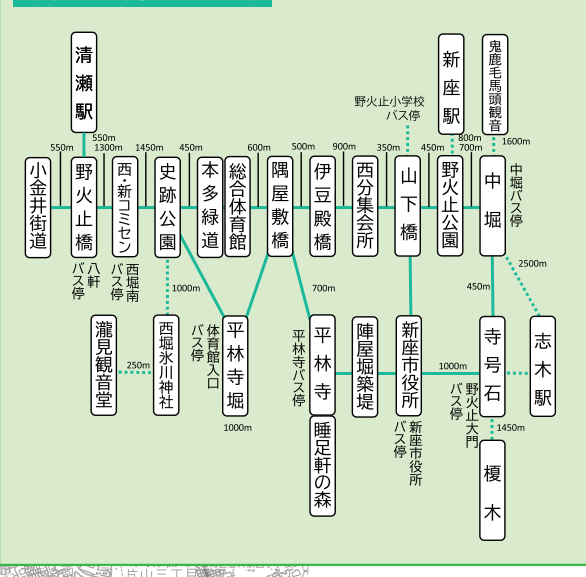 清瀬駅
新座駅
鬼鹿毛馬頭観音
野火止小学校
バス停
550m
550m
1300m
1450m
450m
600m
500m
900m
350m
450m
800m
700m
1600m
小金井街道
野火止橋
西・新コミセン
史跡公園
本多緑道
総合体育館
隅屋敷橋
伊豆殿橋
西分集会所
山下橋
野火止公園
中堀
中堀バス停
八軒
バス停
西堀南
バス停
1000m
700m
450m
2500m
瀧見観音堂
250m
西堀氷川神社
体育館入口
バス停
平林寺堀
1000m
平林寺バス停
平林寺
睡足軒の森
陣屋堀築堤
新座市役所
新座市役所
バス停
1000m
野火止大門
バス停
寺号石
志木駅
1450m
榎木
片山三丁目